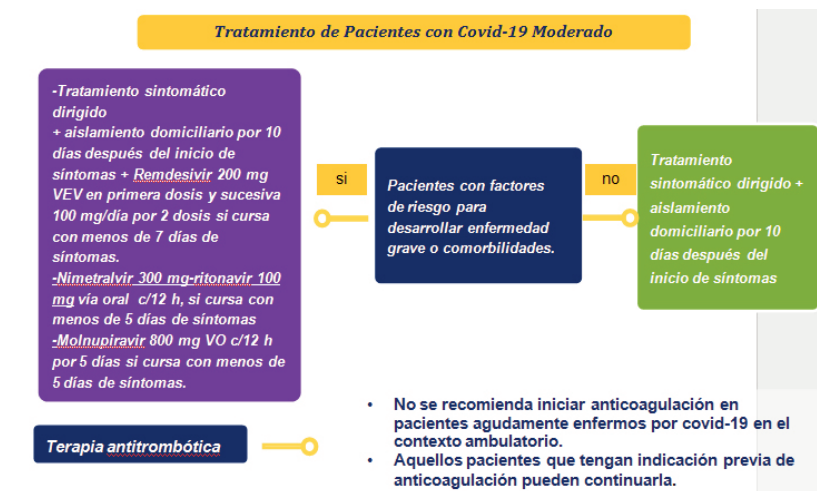 Tratamiento de Pacientes con Covid-19 Moderado
-Tratamiento sintomático
dirigido
+ aislamiento domiciliario por 10
días después del inicio de
síntomas + Remdesivir 200 mg
VEV en primera dosis y sucesiva
100 mg/día por 2 dosis si cursa
con menos de 7 días de
síntomas.
-Nimetralvir 300 mg-ritonavir 100
mg vía oral c/12 h, si cursa con
menos de 5 días de síntomas
-Molnupiravir 800 mg VO c/12 h
por 5 días si cursa con menos de
5 días de síntomas.
si
Pacientes con factores
de riesgo para
desarrollar enfermedad
grave o comorbilidades.
no
Tratamiento
sintomático dirigido +
aislamiento
domiciliario por 10
días después del
inicio de síntomas
Terapia antitrombótica
• No se recomienda iniciar anticoagulación en
pacientes agudamente enfermos por covid-19 en el
contexto ambulatorio.
• Aquellos pacientes que tengan indicación previa de
anticoagulación pueden continuarla.